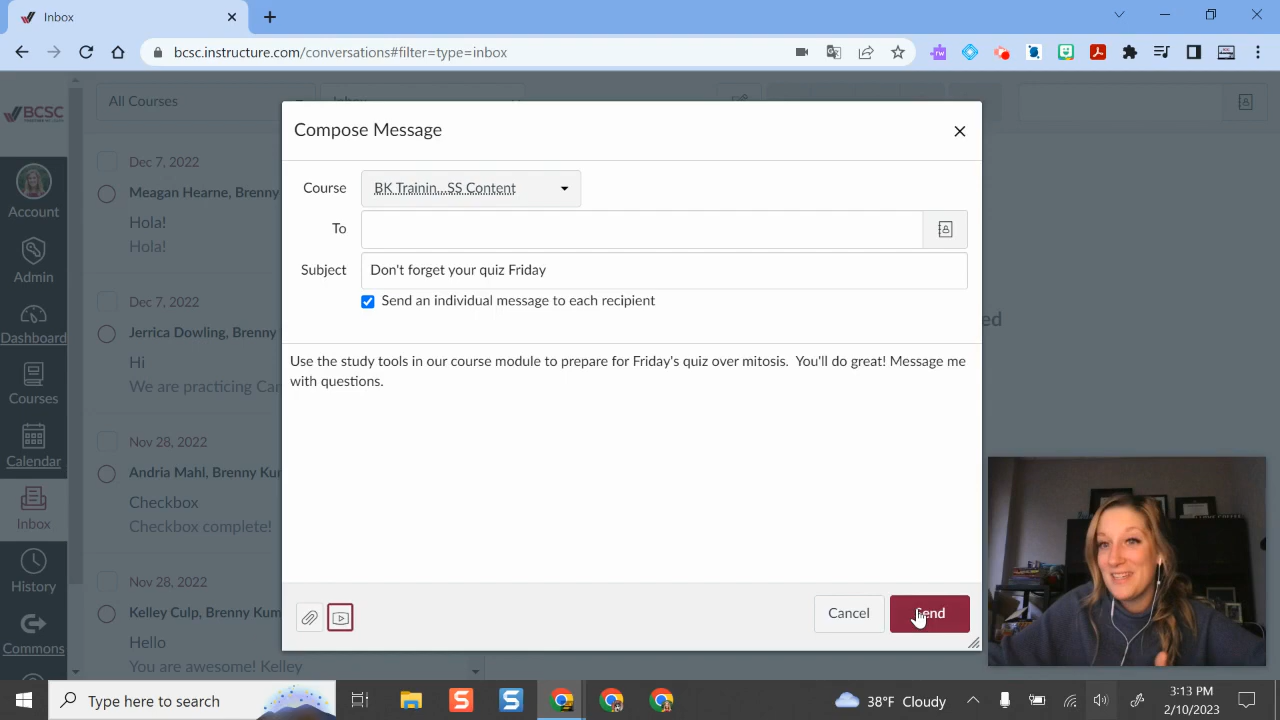 Inbox
bcsc.instructure.com/conversations#filter=type=inbox
BCSC
Account
Admin
Dashboard
Courses
Calendar
Inbox
History
Commons
All Courses
Dec 7, 2022
Meagan Hearne, Brenny
Hola!
Hola!
Dec 7, 2022
Jerrica Dowling, Brenny
Hi
We are practicing Can
Nov 28, 2022
Andria Mahl, Brenny Kum
Checkbox
Checkbox complete!
Nov 28, 2022
Kelley Culp, Brenny Kum
Hello
You are awesome! Kelley
Compose Message
Course BK Trainin...SS Content
To
Subject Don't forget your quiz Friday
Send an individual message to each recipient
Use the study tools in our course module to prepare for Friday's quiz over mitosis.  You'll do great! Message me
with questions.
Cancel Send
ed
Type here to search
38°F Cloudy
3:13 PM
2/10/2023